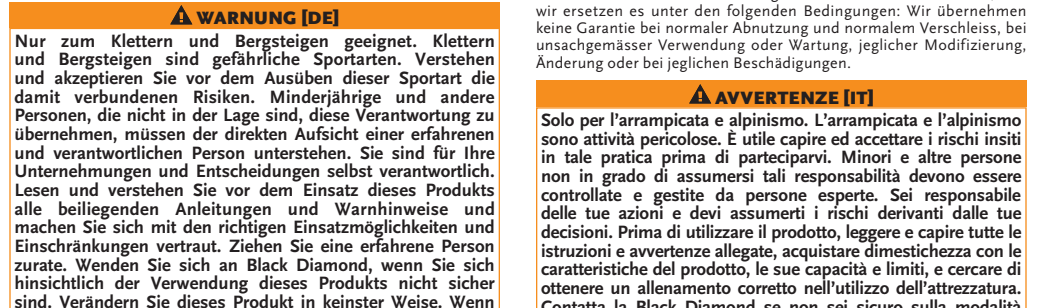 WARNUNG [DE]
Nur zum Klettern und Bergsteigen geeignet. Klettern
und Bergsteigen sind gefährliche Sportarten. Verstehen
und akzeptieren Sie vor dem Ausüben dieser Sportart die
damit verbundenen Risiken. Minderjährige und andere
Personen, die nicht in der Lage sind, diese Verantwortung zu
übernehmen, müssen der direkten Aufsicht einer erfahrenen
und verantwortlichen Person unterstehen. Sie sind für Ihre
Unternehmungen und Entscheidungen selbst verantwortlich.
Lesen und verstehen Sie vor dem Einsatz dieses Produkts
alle beiliegenden Anleitungen und Warnhinweise und
machen Sie sich mit den richtigen Einsatzmöglichkeiten und
Einschränkungen vertraut. Ziehen Sie eine erfahrene Person
zurate. Wenden Sie sich an Black Diamond, wenn Sie sich
hinsichtlich der Verwendung dieses Produkts nicht sicher
sind. Verändern Sie dieses Produkt in keinster Weise. Wenn
wir ersetzen es unter den folgenden Bedingungen: Wir übernehmen
keine Garantie bei normaler Abnutzung und normalem Verschleiss, bei
unsachgemässer Verwendung oder Wartung, jeglicher Modifizierung,
Änderung oder bei jeglichen Beschädigungen.
AVVERTENZE [IT]
Solo per l'arrampicata e alpinismo. L'arrampicata e l'alpinismo
sono attività pericolose. È utile capire ed accettare i rischi insiti
in tale pratica prima di parteciparvi. Minori e altre persone
non in grado di assumersi tali responsabilità devono essere
controllate e gestite da persone esperte. Sei responsabile
delle tue azioni e devi assumerti i rischi derivanti dalle tue
decisioni. Prima di utilizzare il prodotto, leggere e capire tutte le
istruzioni e avvertenze allegate, acquistare dimestichezza con le
caratteristiche del prodotto, le sue capacità e limiti, e cercare di
ottenere un allenamento corretto nell'utilizzo dell'attrezzatura.
Contatta la Black Diamond se non sei sicuro sulla modalità